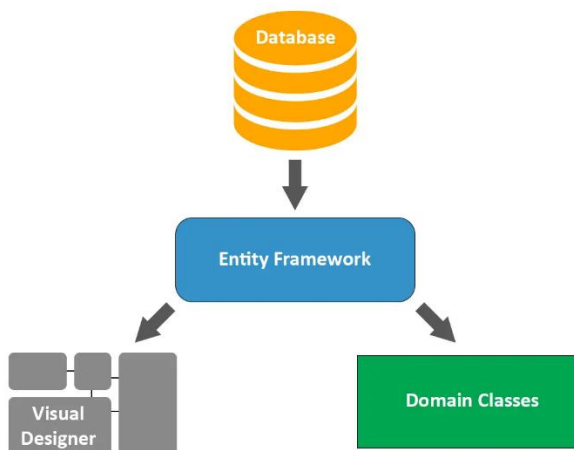 Database
Entity Framework
Visual
Designer
Domain Classes